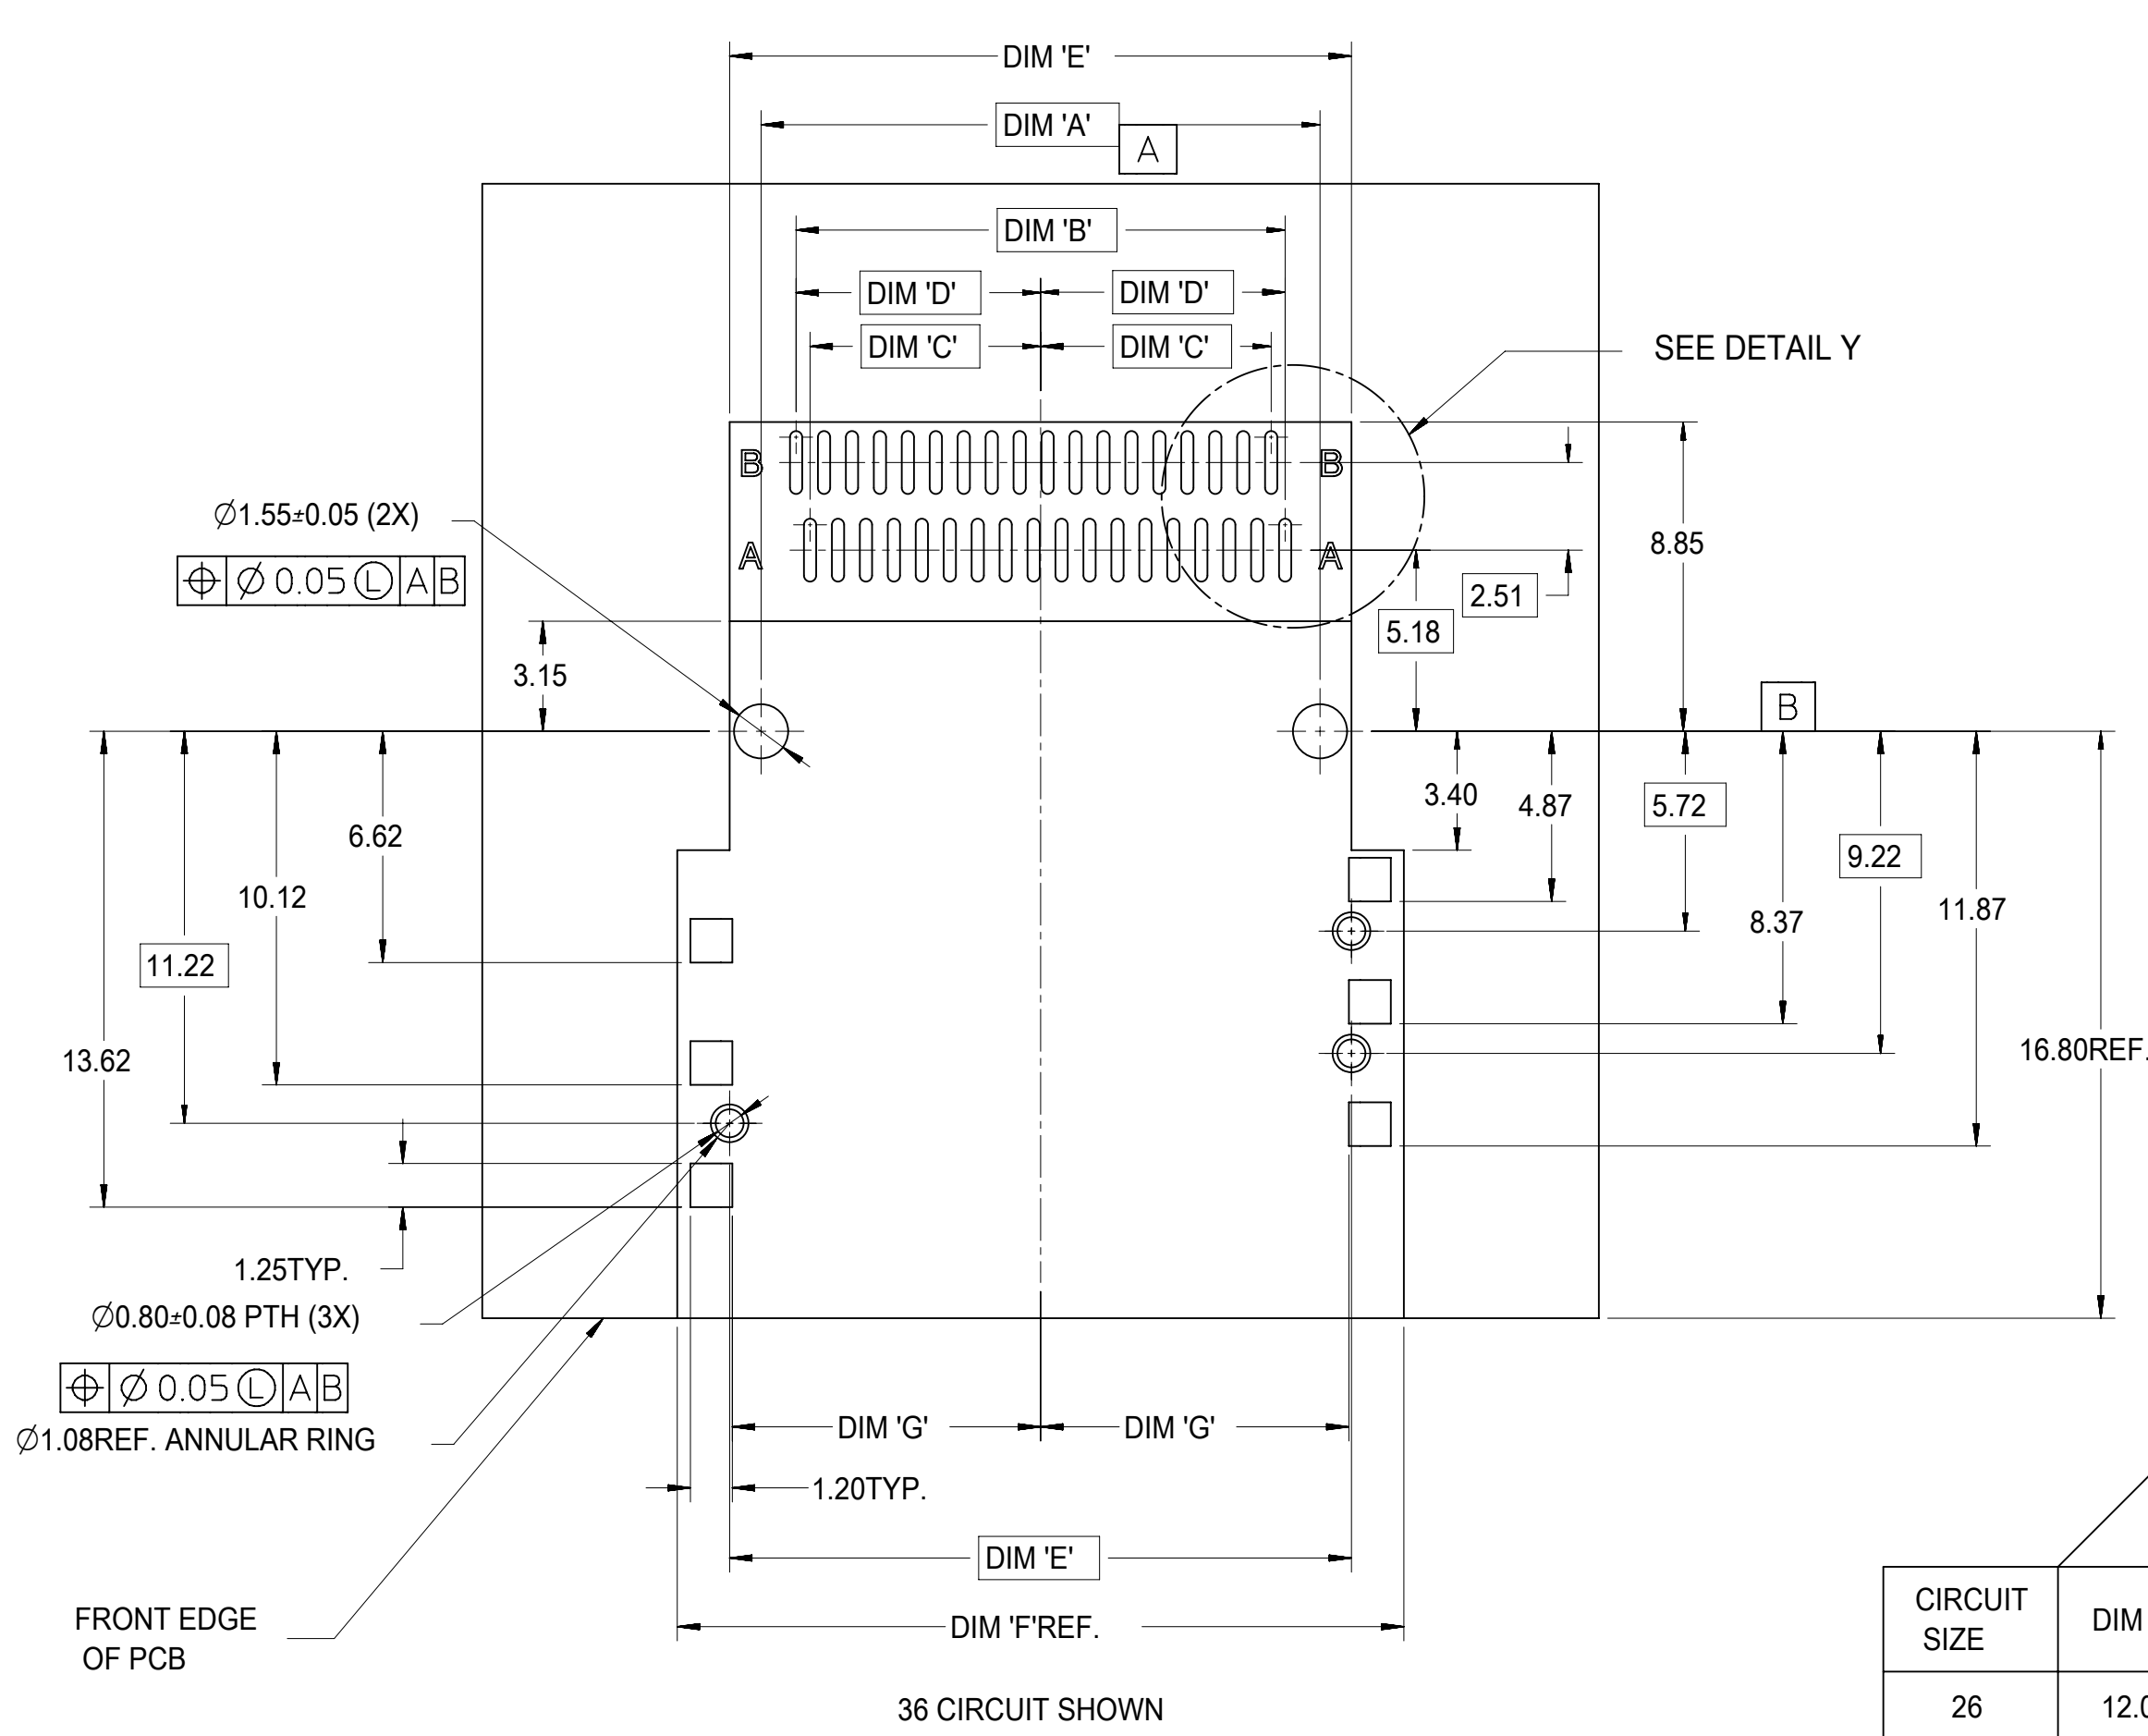 DIM 'E'
DIM 'A'
A
DIM 'B'
DIM 'D' DIM 'D'
DIM 'C' DIM 'C'
SEE DETAIL Y
B B
A A
Ø1.55±0.05 (2X)
⌖ Ø 0.05 Ⓛ A B
8.85
2.51
5.18
3.15
B
3.40
4.87
5.72
6.62
9.22
10.12
11.87
8.37
11.22
13.62
16.80REF.
1.25TYP.
Ø0.80±0.08 PTH (3X)
⌖ Ø 0.05 Ⓛ A B
Ø1.08REF. ANNULAR RING
DIM 'G' DIM 'G'
1.20TYP.
DIM 'E'
FRONT EDGE
OF PCB
DIM 'F'REF.
36 CIRCUIT SHOWN
CIRCUIT
SIZE
DIM
26